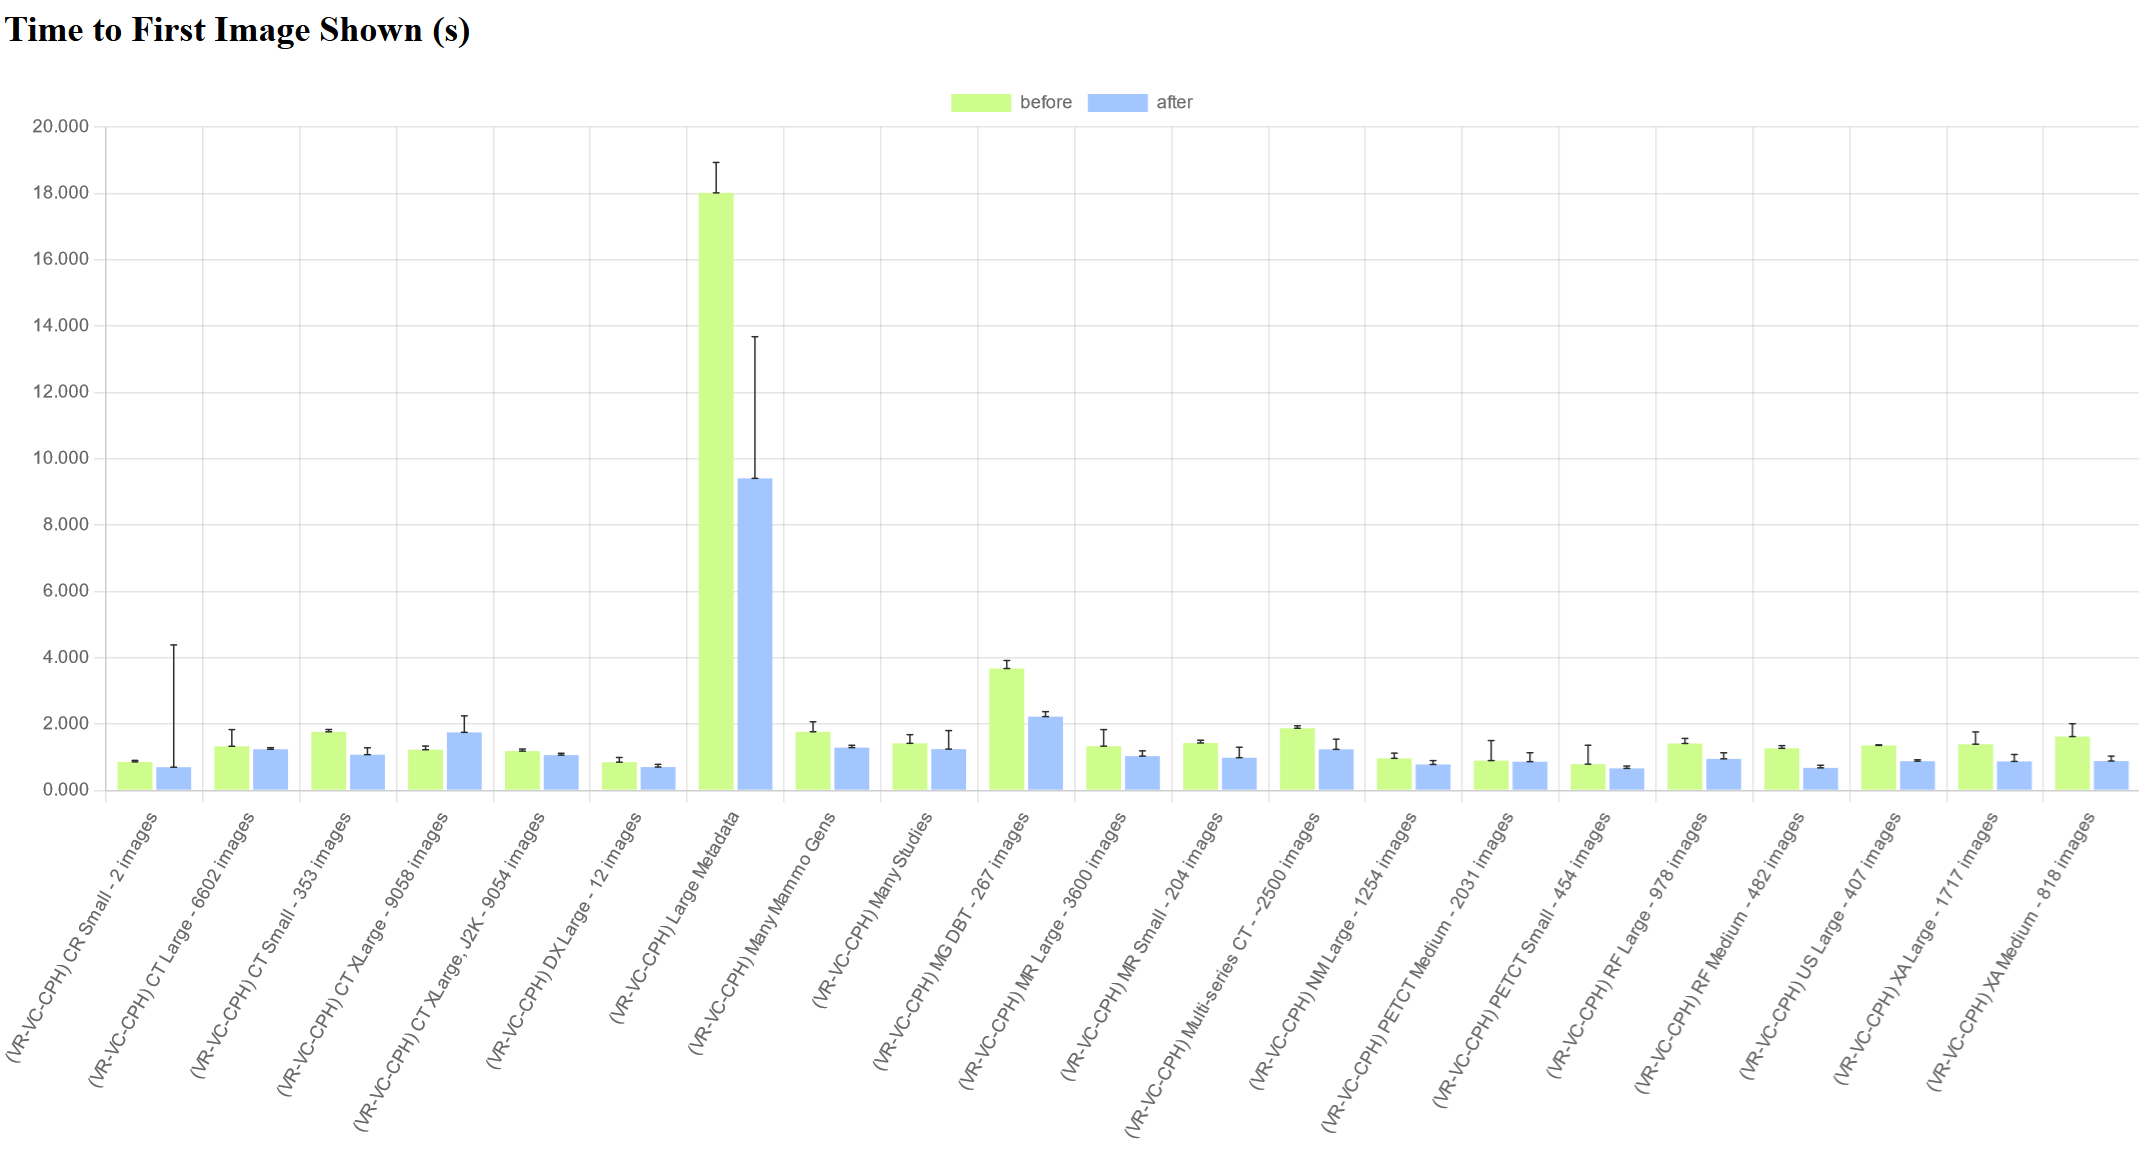 Time to First Image Shown (s)
before after
20.000
18.000
16.000
14.000
12.000
10.000
8.000
6.000
4.000
2.000
0.000
(VR-VC-CPH) CR Small - 2 images
(VR-VC-CPH) CT Large - 6602 images
(VR-VC-CPH) CT Small - 353 images
(VR-VC-CPH) CT XLarge - 9058 images
(VR-VC-CPH) CT XLarge, J2K - 9054 images
(VR-VC-CPH) DX Large - 12 images
(VR-VC-CPH) Large Metadata
(VR-VC-CPH) Many Mammo Gens
(VR-VC-CPH) Many Studies
(VR-VC-CPH) MG DBT - 267 images
(VR-VC-CPH) MR Large - 3600 images
(VR-VC-CPH) MR Small - 204 images
(VR-VC-CPH) Multi-series CT - ~2500 images
(VR-VC-CPH) NM Large - 1254 images
(VR-VC-CPH) PETCT Medium - 2031 images
(VR-VC-CPH) PETCT Small - 454 images
(VR-VC-CPH) RF Large - 978 images
(VR-VC-CPH) RF Medium - 482 images
(VR-VC-CPH) US Large - 407 images
(VR-VC-CPH) XA Large - 1717 images
(VR-VC-CPH) XA Medium - 818 images